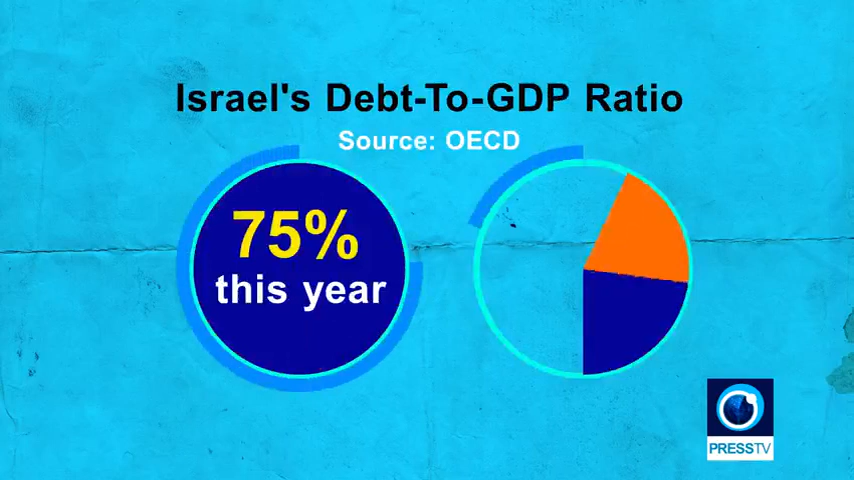 Israel's Debt-To-GDP Ratio
Source: OECD
75%
this year
PRESSTV